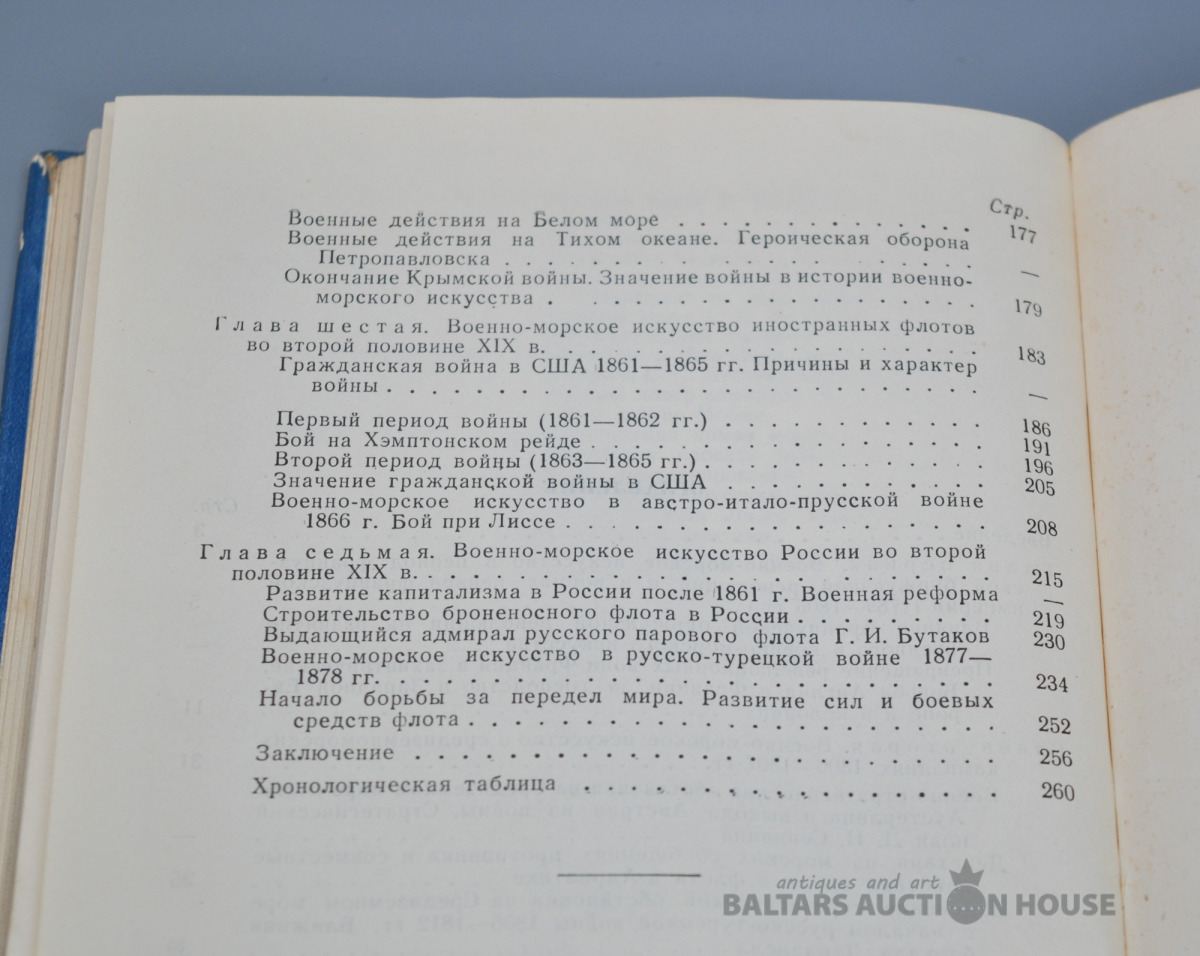 Стр.
Военные действия на Белом море . . . . . . . . . . . . . . 177
Военные действия на Тихом океане. Героическая оборона
Петропавловска . . . . . . . . . . . . . . . . . . . . . . —
Окончание Крымской войны. Значение войны в истории военно-
морского искусства . . . . . . . . . . . . . . . . . . . . 179
Глава шестая. Военно-морское искусство иностранных флотов
во второй половине XIX в. . . . . . . . . . . . . . . . . . 183
Гражданская война в США 1861—1865 гг. Причины и характер
войны . . . . . . . . . . . . . . . . . . . . . . . . . . . —
Первый период войны (1861—1862 гг.) . . . . . . . . . . . . 186
Бой на Хэмптонском рейде . . . . . . . . . . . . . . . . . 191
Второй период войны (1863—1865 гг.) . . . . . . . . . . . . 196
Значение гражданской войны в США . . . . . . . . . . . . . 205
Военно-морское искусство в австро-итало-прусской войне
1866 г. Бой при Лиссе . . . . . . . . . . . . . . . . . . . 208
Глава седьмая. Военно-морское искусство России во второй
половине XIX в. . . . . . . . . . . . . . . . . . . . . . . 215
Развитие капитализма в России после 1861 г. Военная реформа —
Строительство броненосного флота в России . . . . . . . . . 219
Выдающийся адмирал русского парового флота Г. И. Бутаков 230
Военно-морское искусство в русско-турецкой войне 1877—
1878 гг. . . . . . . . . . . . . . . . . . . . . . . . . . 234
Начало борьбы за передел мира. Развитие сил и боевых
средств флота . . . . . . . . . . . . . . . . . . . . . . . 252
Заключение . . . . . . . . . . . . . . . . . . . . . . . . 256
Хронологическая таблица . . . . . . . . . . . . . . . . . . 260
antiques and art
BALTARS AUCTION HOUSE